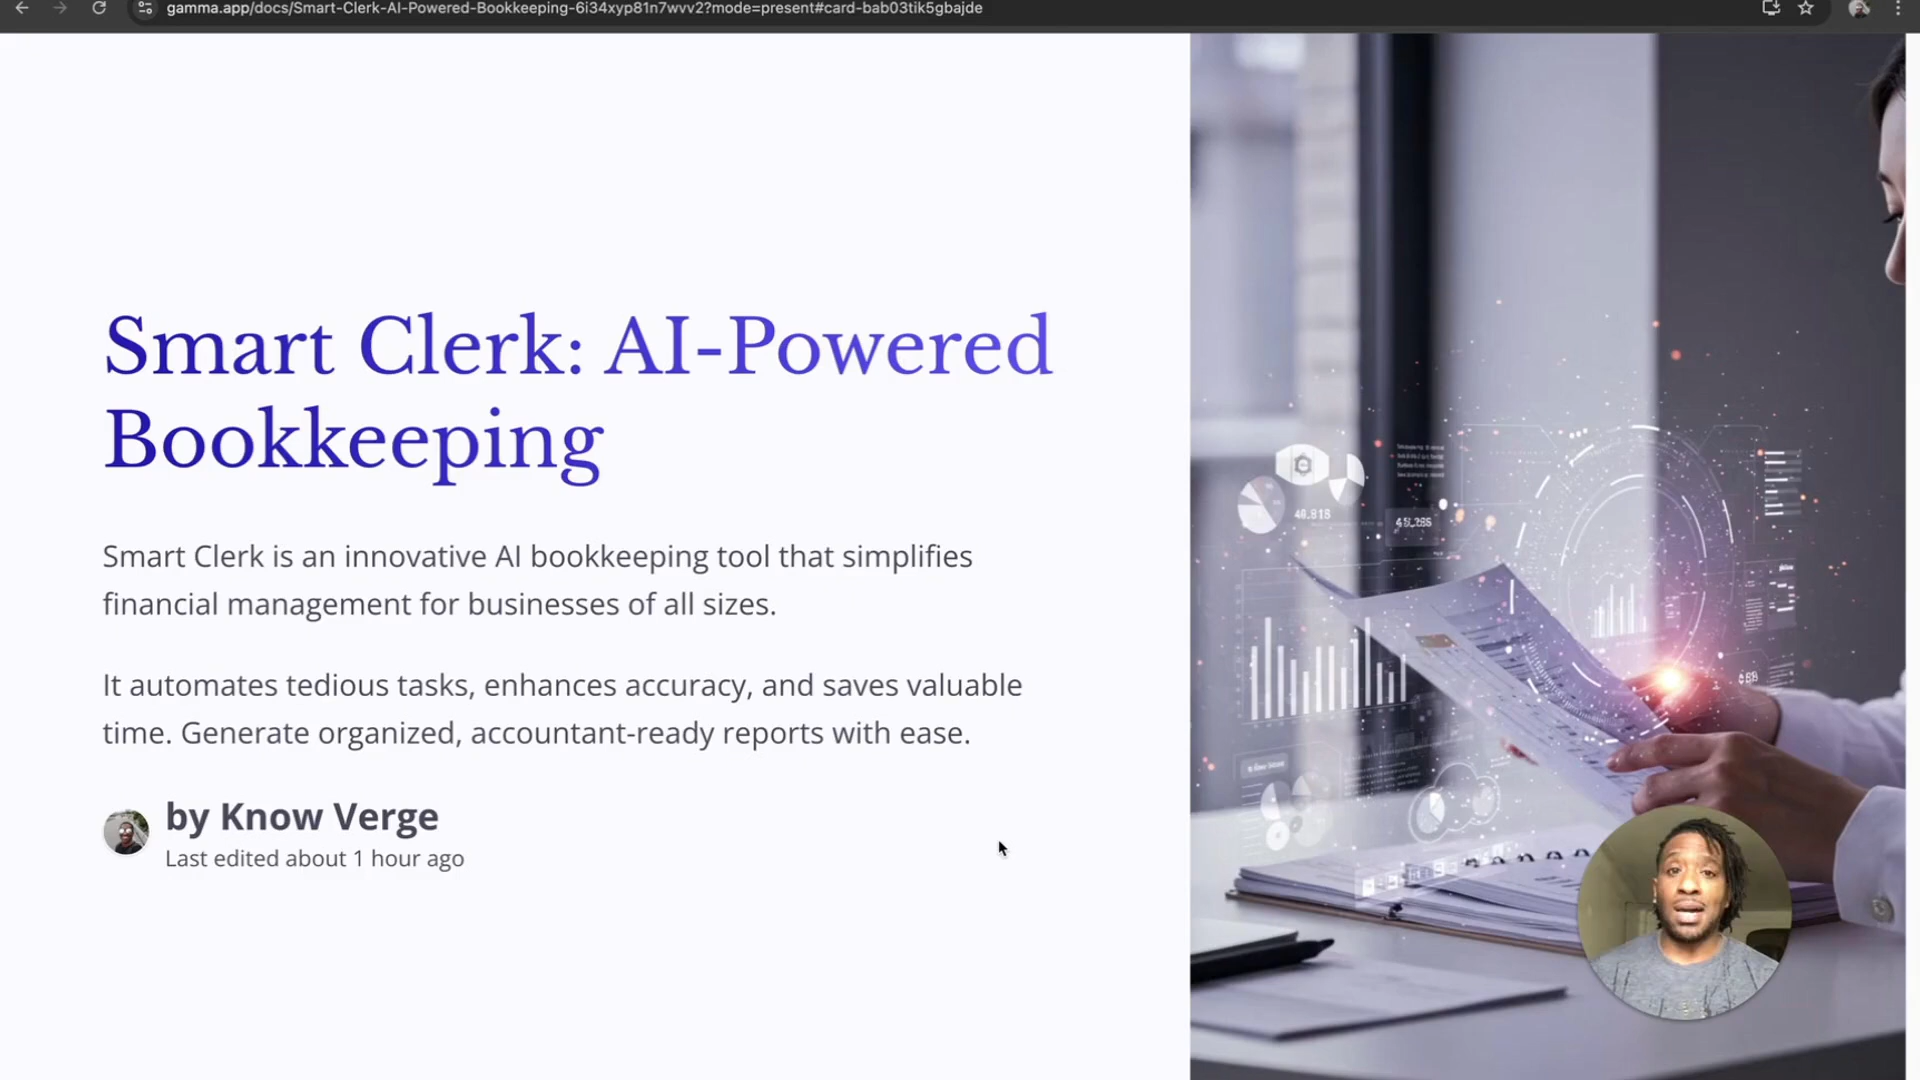 gamma.app/docs/Smart-Clerk-AI-Powered-Bookkeeping-6i34xyp81n7wvv2?mode=present#card-bab03tik5gbajde
Smart Clerk: AI-Powered
Bookkeeping
Smart Clerk is an innovative AI bookkeeping tool that simplifies
financial management for businesses of all sizes.
It automates tedious tasks, enhances accuracy, and saves valuable
time. Generate organized, accountant-ready reports with ease.
by Know Verge
Last edited about 1 hour ago